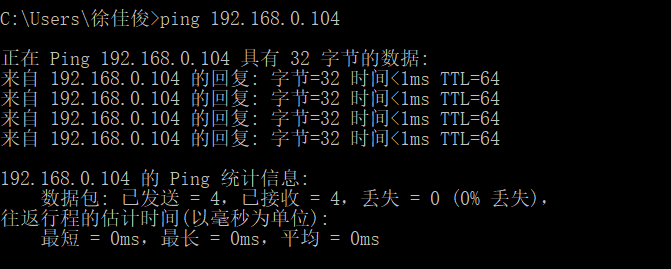 C:\Users\徐佳俊>ping 192.168.0.104
正在 Ping 192.168.0.104 具有 32 字节的数据:
来自 192.168.0.104 的回复: 字节=32 时间<1ms TTL=64
来自 192.168.0.104 的回复: 字节=32 时间<1ms TTL=64
来自 192.168.0.104 的回复: 字节=32 时间<1ms TTL=64
来自 192.168.0.104 的回复: 字节=32 时间<1ms TTL=64
192.168.0.104 的 Ping 统计信息:
数据包: 已发送 = 4，已接收 = 4，丢失 = 0 (0% 丢失)，
往返行程的估计时间(以毫秒为单位):
最短 = 0ms，最长 = 0ms，平均 = 0ms